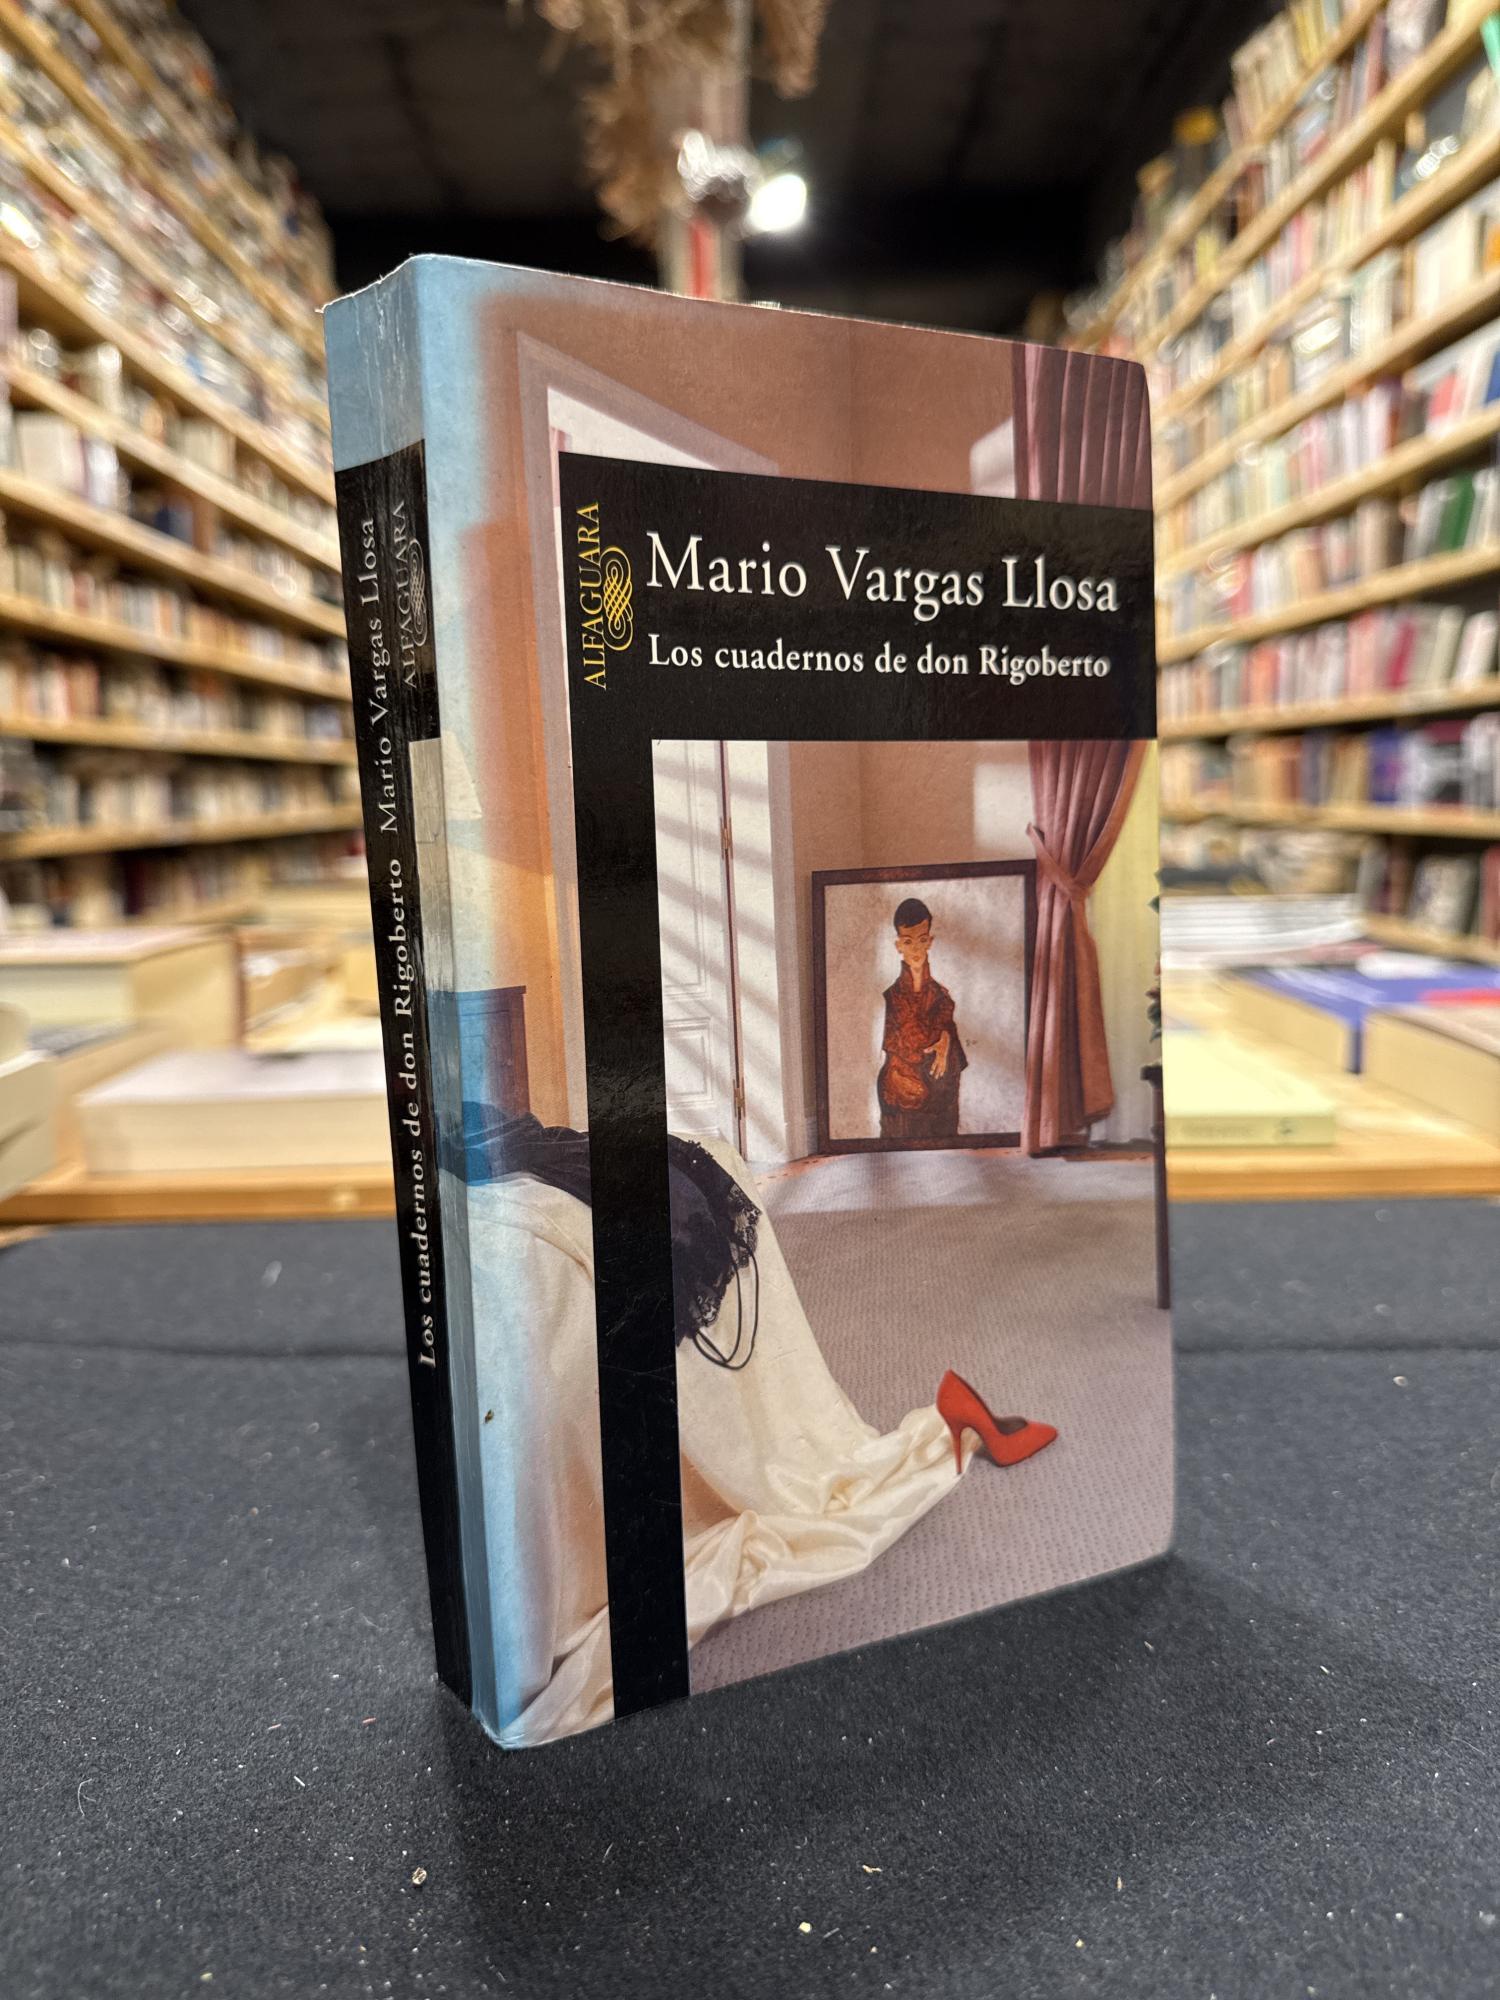 Los cuadernos de don Rigoberto Mario Vargas Llosa
ALFAGUARA
ALFAGUARA
Mario Vargas Llosa
Los cuadernos de don Rigoberto